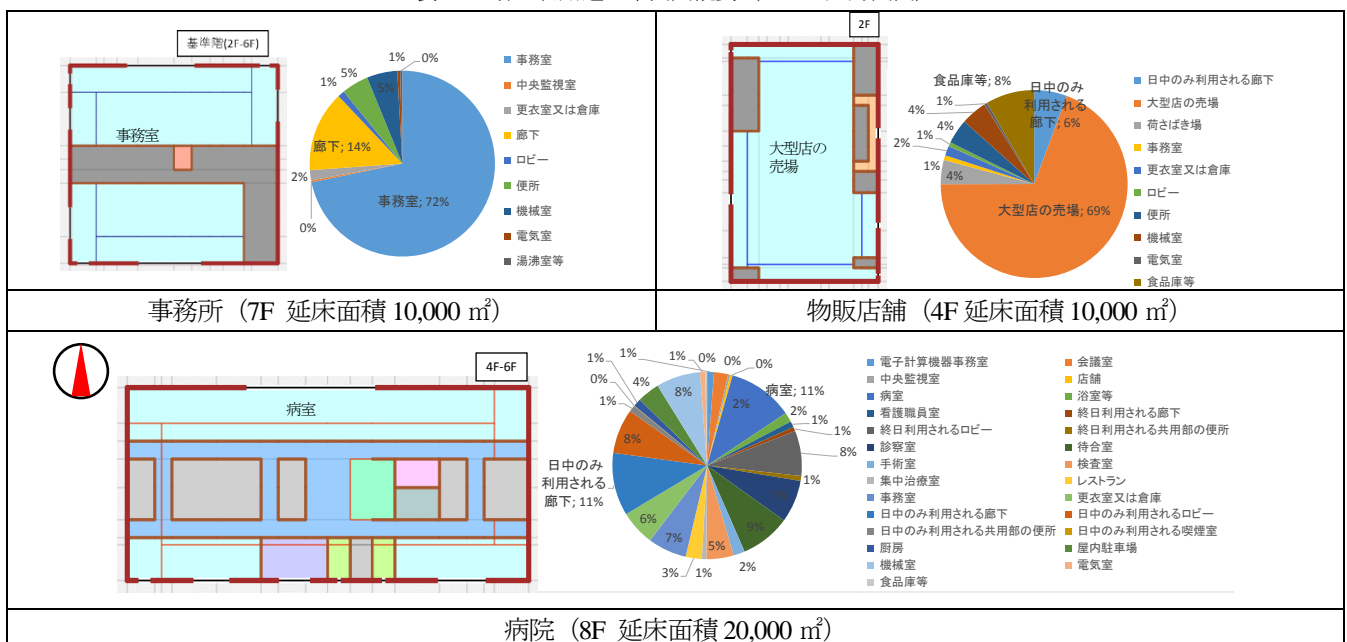 基準階(2F-6F)
事務室
1%
0%
5%
1%
5%
廊下; 14%
2%
0%
事務室; 72%
事務室
中央監視室
更衣室又は倉庫
廊下
ロビー
便所
機械室
電気室
湯沸室等
事務所（7F 延床面積 10,000 ㎡）
2F
大型店の
売場
食品庫等; 8%
日中のみ
利用される
廊下; 6%
1%
4%
4%
1%
2%
1%
4%
大型店の売場; 69%
日中のみ利用される廊下
大型店の売場
荷さばき場
事務室
更衣室又は倉庫
ロビー
便所
機械室
電気室
食品庫等
物販店舗（4F 延床面積 10,000 ㎡）
4F-6F
病室
1%
1%
1%
0%
0%
0%
病室; 11%
2%
2%
1%
1%
8%
1%
9%
2%
5%
1%
3%
7%
6%
日中のみ
利用される
廊下; 11%
8%
1%
0%
1%
4%
8%
電子計算機器事務室
会議室
中央監視室
店舗
病室
浴室等
看護職員室
終日利用される廊下
終日利用されるロビー
終日利用される共用部の便所
診察室
待合室
手術室
検査室
集中治療室
レストラン
事務室
更衣室又は倉庫
日中のみ利用される廊下
日中のみ利用されるロビー
日中のみ利用される共用部の便所
日中のみ利用される喫煙室
厨房
屋内駐車場
機械室
電気室
食品庫等
病院（8F 延床面積 20,000 ㎡）